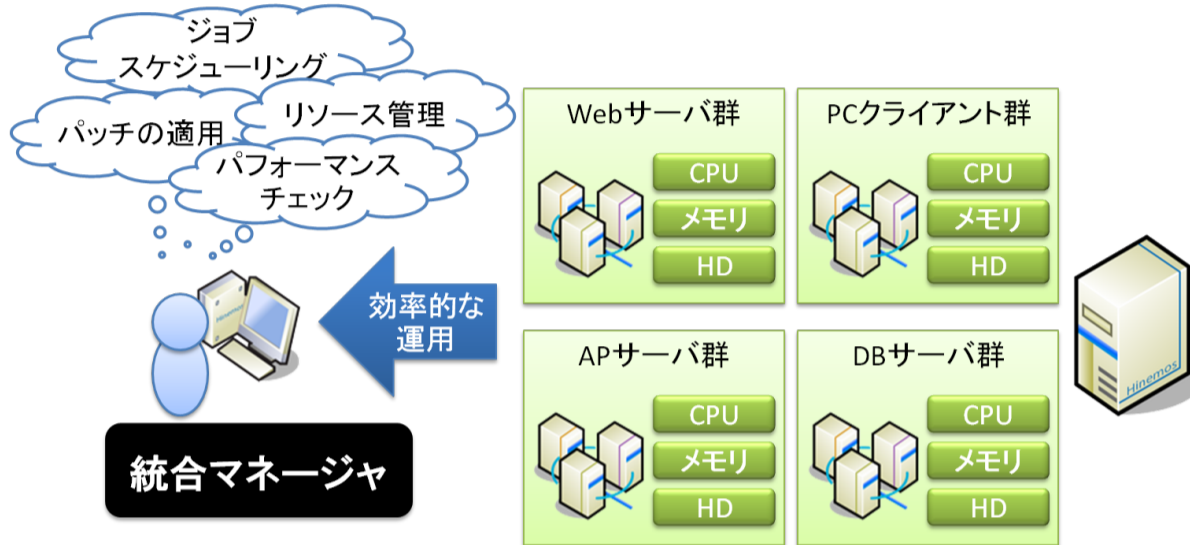 ジョブ
スケジューリング
パッチの適用
リソース管理
パフォーマンス
チェック
Hinemos
効率的な
運用
統合マネージャ
Webサーバ群
CPU
メモリ
HD
PCクライアント群
CPU
メモリ
HD
APサーバ群
CPU
メモリ
HD
DBサーバ群
CPU
メモリ
HD
Hinemos